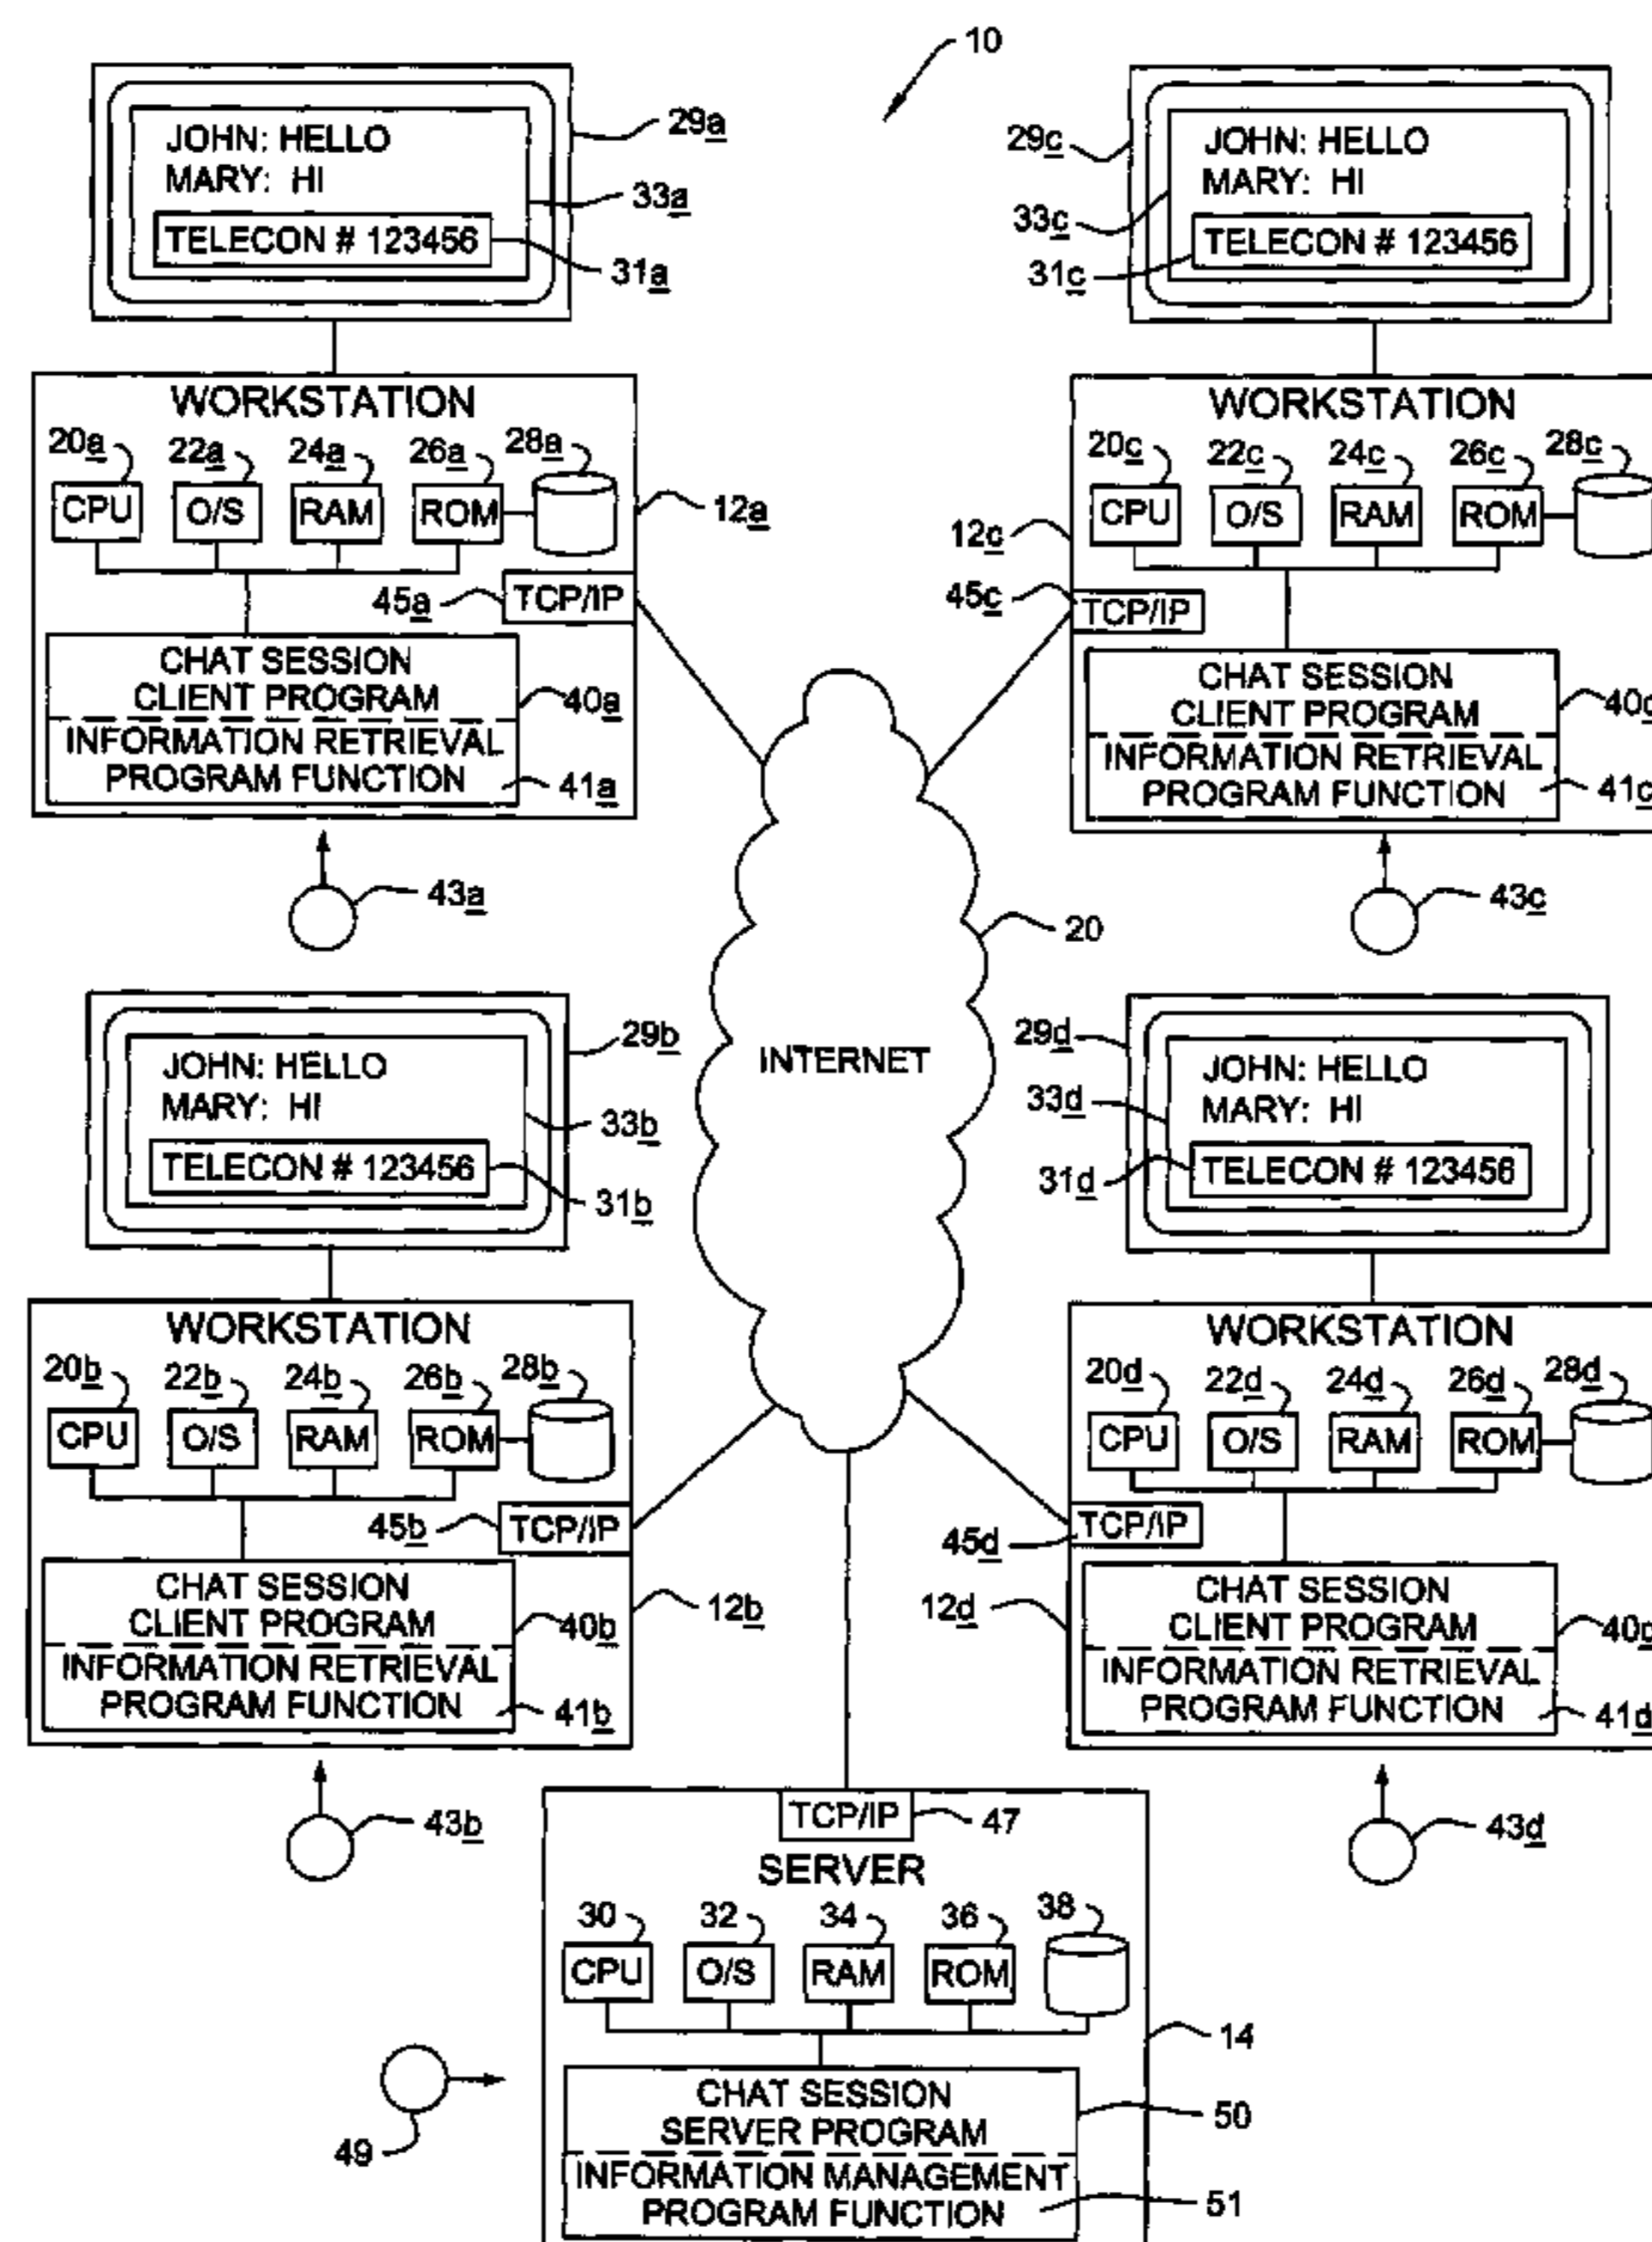 10
JOHN: HELLO
MARY: HI
TELECON # 123456
29a
33a
31a
WORKSTATION
20a 22a 24a 26a 28a
CPU O/S RAM ROM
12a
45a TCP/IP
CHAT SESSION
CLIENT PROGRAM
40a
INFORMATION RETRIEVAL
PROGRAM FUNCTION
41a
43a
JOHN: HELLO
MARY: HI
TELECON # 123456
29c
33c
31c
WORKSTATION
20c 22c 24c 26c 28c
CPU O/S RAM ROM
12c
45c TCP/IP
CHAT SESSION
CLIENT PROGRAM
INFORMATION RETRIEVAL
PROGRAM FUNCTION
41c
43c
20
INTERNET
JOHN: HELLO
MARY: HI
TELECON # 123456
29b
33b
31b
WORKSTATION
20b 22b 24b 26b 28b
CPU O/S RAM ROM
45b TCP/IP
12b
CHAT SESSION
CLIENT PROGRAM
40b
INFORMATION RETRIEVAL
PROGRAM FUNCTION
41b
43b
JOHN: HELLO
MARY: HI
TELECON # 123456
29d
33d
31d
WORKSTATION
20d 22d 24d 26d 28d
CPU O/S RAM ROM
TCP/IP
45d
12d
CHAT SESSION
CLIENT PROGRAM
INFORMATION RETRIEVAL
PROGRAM FUNCTION
41d
43d
TCP/IP 47
SERVER
30 32 34 36 38
CPU O/S RAM ROM
14
CHAT SESSION
SERVER PROGRAM
50
INFORMATION MANAGEMENT
PROGRAM FUNCTION
51
49